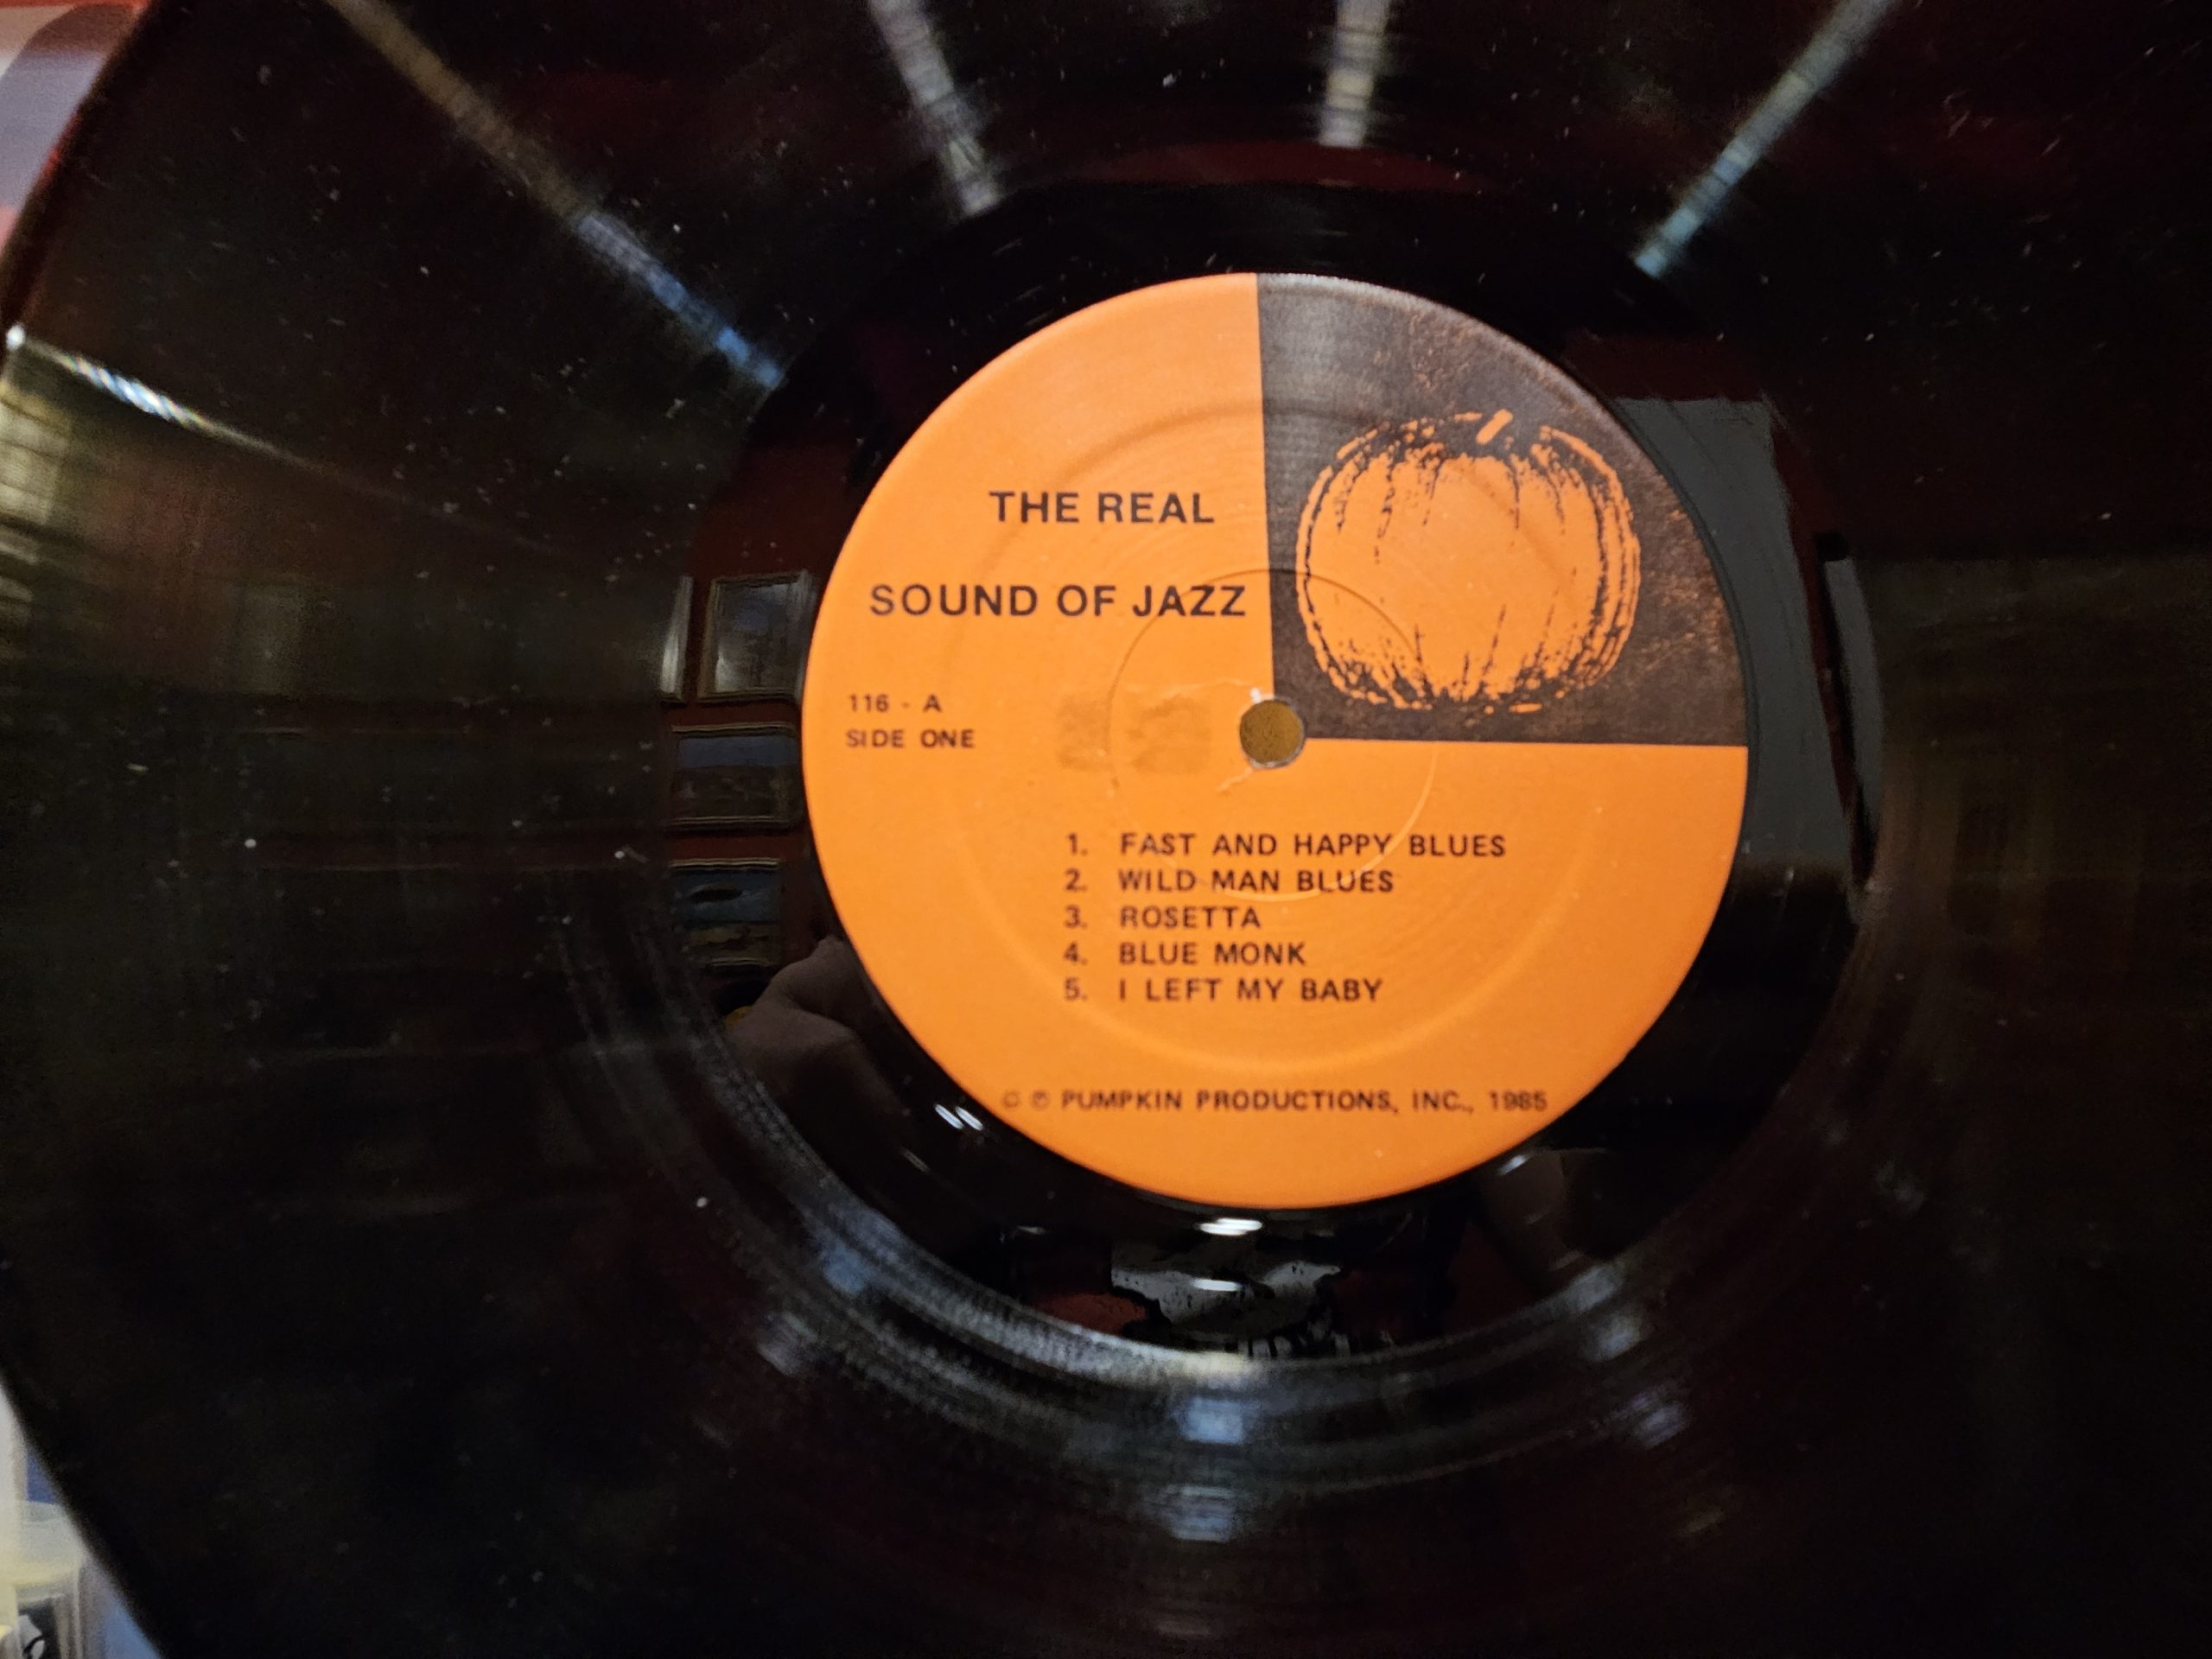 THE REAL
SOUND OF JAZZ
116 - A
SIDE ONE
1. FAST AND HAPPY BLUES
2. WILD MAN BLUES
3. ROSETTA
4. BLUE MONK
5. I LEFT MY BABY
© ℗ PUMPKIN PRODUCTIONS, INC., 1985